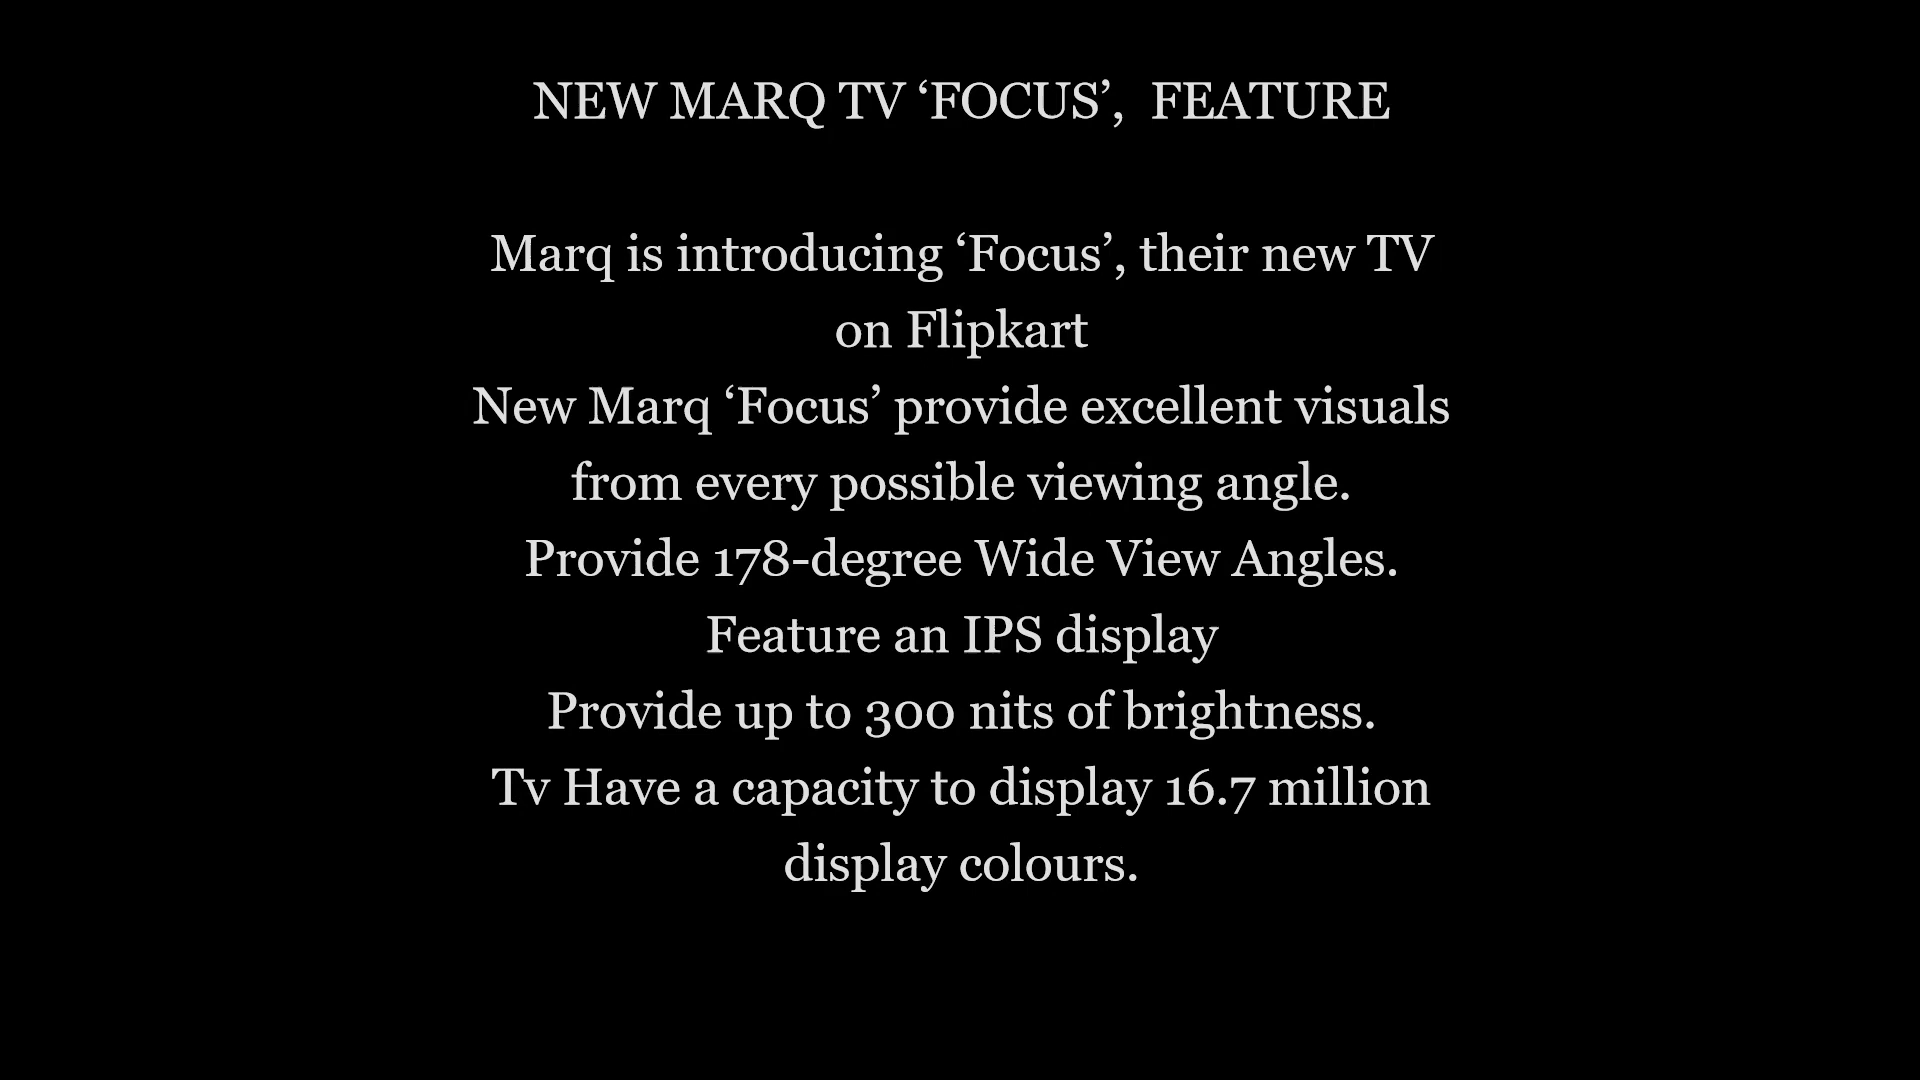 NEW MARQ TV ‘FOCUS’,  FEATURE
Marq is introducing ‘Focus’, their new TV
on Flipkart
New Marq ‘Focus’ provide excellent visuals
from every possible viewing angle.
Provide 178-degree Wide View Angles.
Feature an IPS display
Provide up to 300 nits of brightness.
Tv Have a capacity to display 16.7 million
display colours.